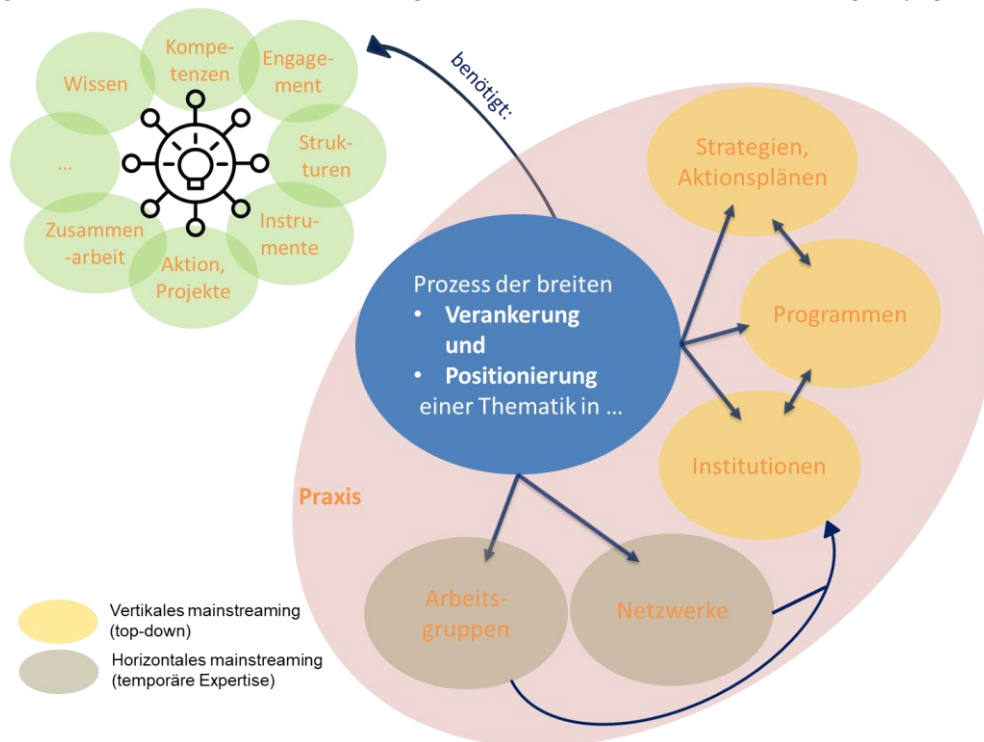 Kompe-
tenzen
Engage-
ment
Wissen
Struk-
turen
...
Instru-
mente
Zusammen
-arbeit
Aktion,
Projekte
benötigt:
Strategien,
Aktionsplänen
Prozess der breiten
• Verankerung
und
• Positionierung
einer Thematik in ...
Programmen
Institutionen
Praxis
Arbeits-
gruppen
Netzwerke
Vertikales mainstreaming
(top-down)
Horizontales mainstreaming
(temporäre Expertise)